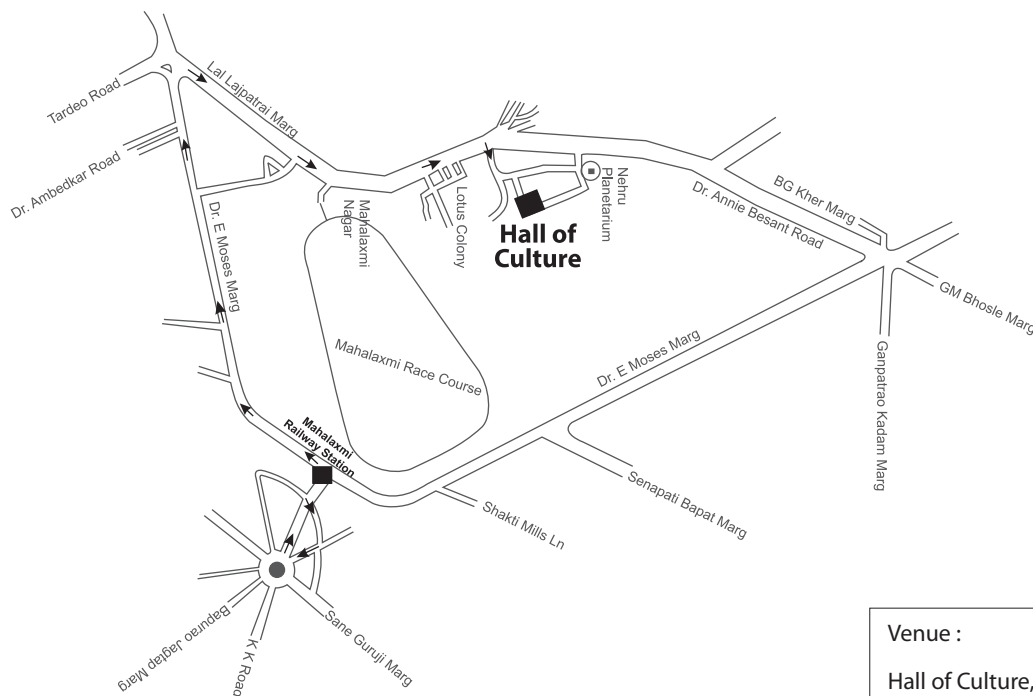 Tardeo Road
Lal Lajpatrai Marg
Dr. Ambedkar Road
Dr. E Moses Marg
Mahalaxmi
Nagar
Lotus Colony
Hall of
Culture
Nehru
Planetarium
BG Kher Marg
Dr. Annie Besant Road
GM Bhosle Marg
Ganpatrao Kadam Marg
Dr. E Moses Marg
Mahalaxmi Race Course
Mahalaxmi
Railway Station
Senapati Bapat Marg
Shakti Mills Ln
Bapurao Jagtap Marg
K K Road
Sane Guruji Marg
Venue :
Hall of Culture,